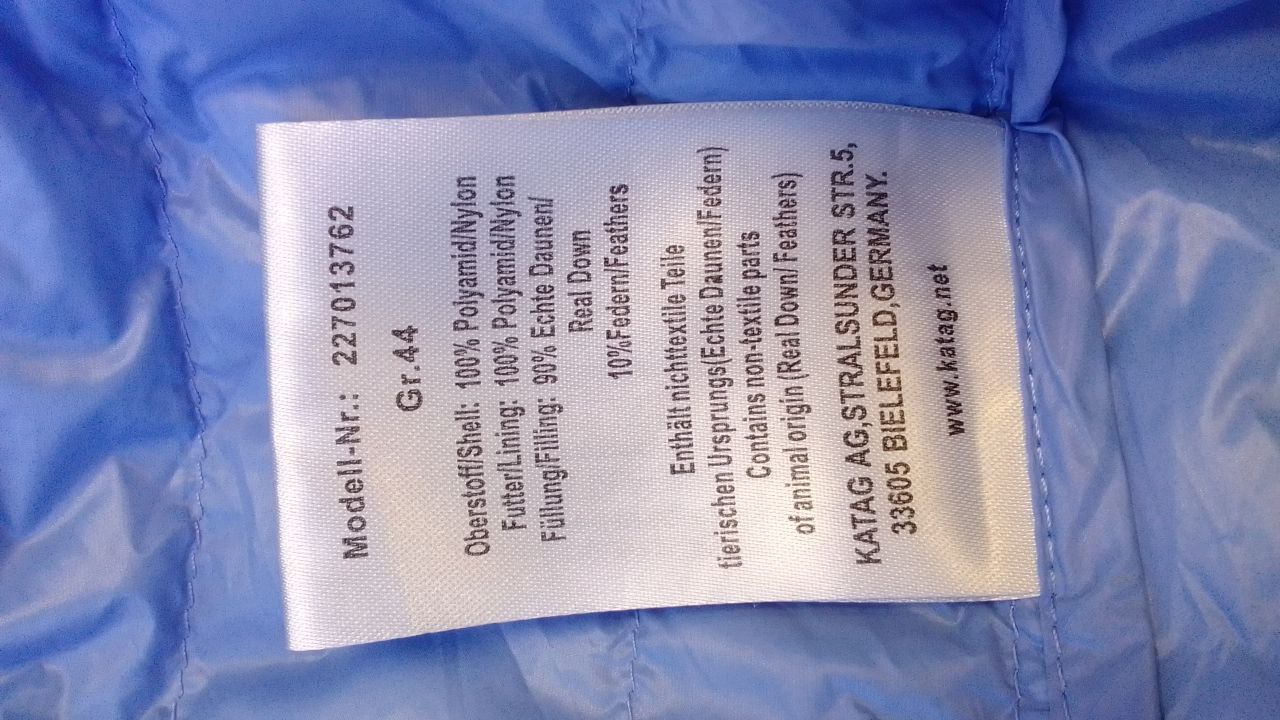 Modell-Nr.: 227013762
Gr.44
Oberstoff/Shell: 100% Polyamid/Nylon
Futter/Lining: 100% Polyamid/Nylon
Füllung/Filling: 90% Echte Daunen/
Real Down
10%Federn/Feathers
Enthält nichttextile Teile
tierischen Ursprungs(Echte Daunen/Federn)
Contains non-textile parts
of animal origin (Real Down/ Feathers)
KATAG AG,STRALSUNDER STR.5,
33605 BIELEFELD,GERMANY.
www.katag.net